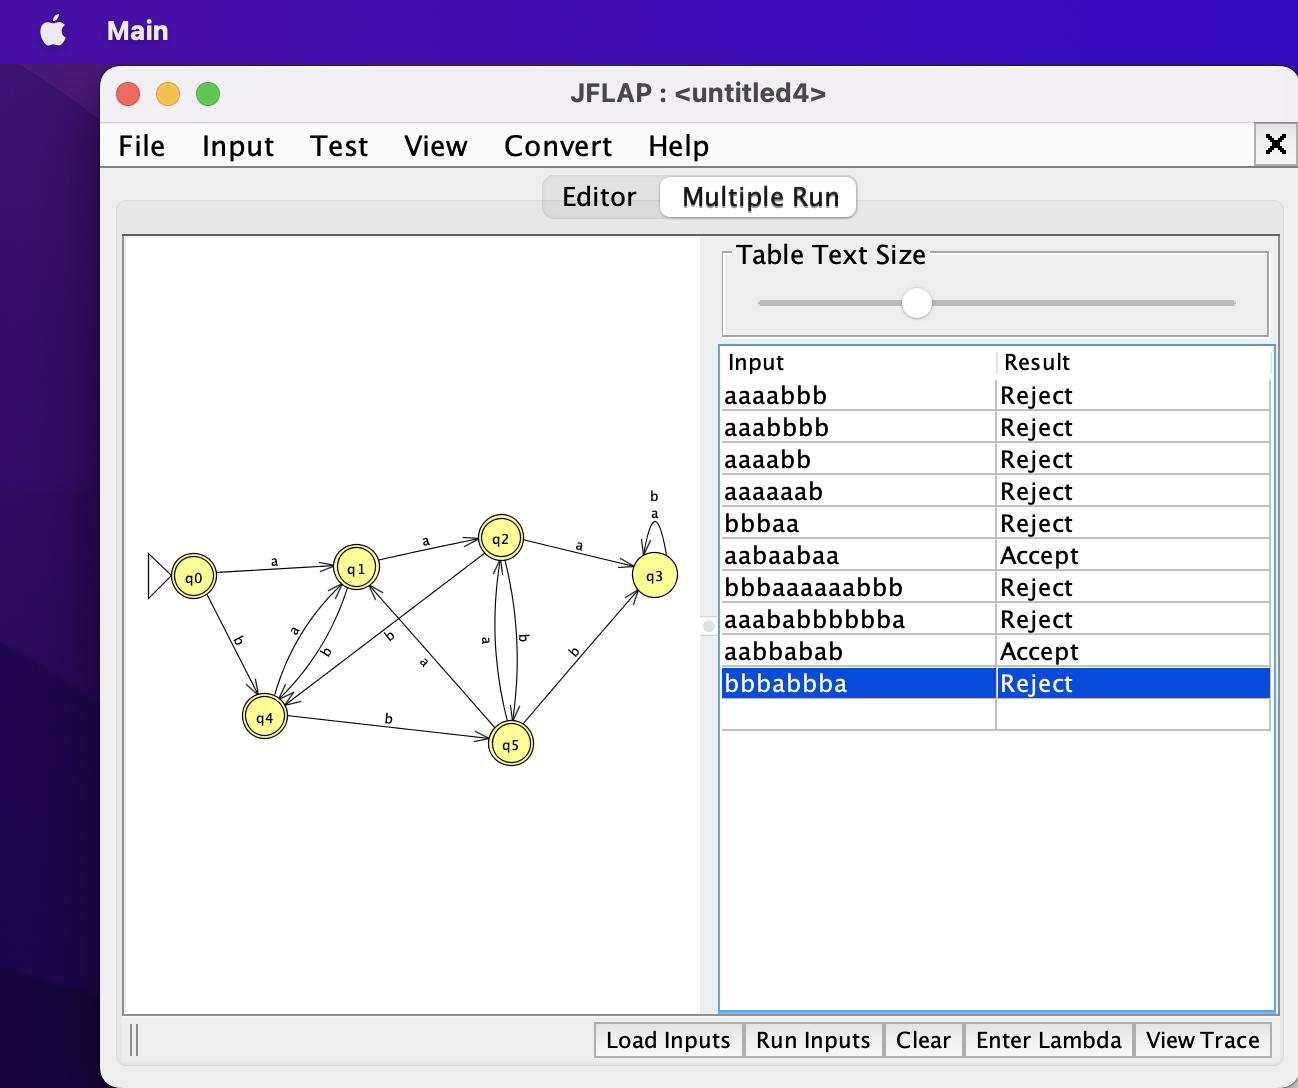 Main
JFLAP : <untitled4>
File Input Test View Convert Help
Editor Multiple Run
Table Text Size
Input Result
aaaabbb Reject
aaabbbb Reject
aaaabb Reject
aaaaaab Reject
bbbaa Reject
aabaabaa Accept
bbbaaaaaabbb Reject
aaababbbbbba Reject
aabbabab Accept
bbbabbba Reject
b
a
q0 a q1 a q2 a q3
b a b b a a b b
q4 b q5
Load Inputs Run Inputs Clear Enter Lambda View Trace